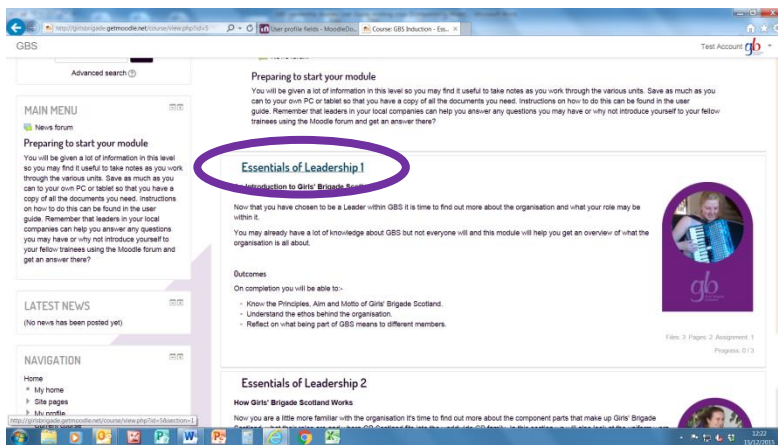 http://girlsbrigade.getmoodle.net/course/view.php?id=5
User profile fields - MoodleDo...
Course: GBS Induction - Ess...
GBS
Test Account
Advanced search
MAIN MENU
News forum
Preparing to start your module
You will be given a lot of information in this level
so you may find it useful to take notes as you work
through the various units. Save as much as you
can to your own PC or tablet so that you have a
copy of all the documents you need. Instructions
on how to do this can be found in the user
guide. Remember that leaders in your local
companies can help you answer any questions
you may have or why not introduce yourself to
your fellow trainees using the Moodle forum and
get an answer there?
LATEST NEWS
(No news has been posted yet)
NAVIGATION
Home
My home
Site pages
My profile
http://girlsbrigade.getmoodle.net/course/view.php?id=5&section=1
Preparing to start your module
You will be given a lot of information in this level so you may find it useful to take notes as you work through the various units. Save as much as you
can to your own PC or tablet so that you have a copy of all the documents you need. Instructions on how to do this can be found in the user
guide. Remember that leaders in your local companies can help you answer any questions you may have or why not introduce yourself to your fellow
trainees using the Moodle forum and get an answer there?
Essentials of Leadership 1
Introduction to Girls' Brigade
Now that you have chosen to be a Leader within GBS it is time to find out more about the organisation and what your role may be
within it.
You may already have a lot of knowledge about GBS but not everyone will and this module will help you get an overview of what the
organisation is all about.
Outcomes
On completion you will be able to:-
Know the Principles, Aim and Motto of Girls' Brigade Scotland.
Understand the ethos behind the organisation.
Reflect on what being part of GBS means to different members.
gb
Files: 3 Pages: 2 Assignment: 1
Progress: 0 / 3
Essentials of Leadership 2
How Girls' Brigade Scotland Works
Now you are a little more familiar with the organisation it's time to find out more about the component parts that make up Girls' Brigade
12:22
15/12/2015